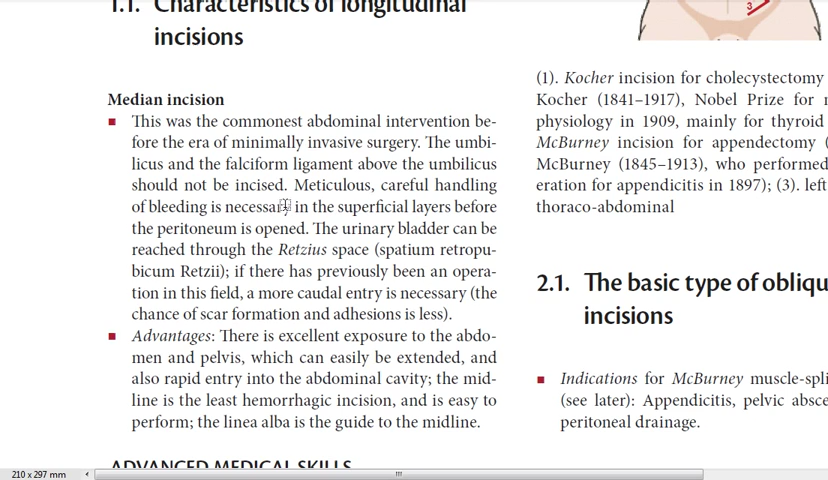 1.1. Characteristics of longitudinal
incisions
Median incision
This was the commonest abdominal intervention be-
fore the era of minimally invasive surgery. The umbi-
licus and the falciform ligament above the umbilicus
should not be incised. Meticulous, careful handling
of bleeding is necessary in the superficial layers before
the peritoneum is opened. The urinary bladder can be
reached through the Retzius space (spatium retropu-
bicum Retzii); if there has previously been an opera-
tion in this field, a more caudal entry is necessary (the
chance of scar formation and adhesions is less).
Advantages: There is excellent exposure to the abdo-
men and pelvis, which can easily be extended, and
also rapid entry into the abdominal cavity; the mid-
line is the least hemorrhagic incision, and is easy to
perform; the linea alba is the guide to the midline.
ADVANCED MEDICAL SKILLS
3
(1). Kocher incision for cholecystectomy
Kocher (1841–1917), Nobel Prize for
physiology in 1909, mainly for thyroid
McBurney incision for appendectomy (
McBurney (1845–1913), who performed
eration for appendicitis in 1897); (3). left
thoraco-abdominal
2.1. The basic type of obliqu
incisions
Indications for McBurney muscle-spli
(see later): Appendicitis, pelvic absce
peritoneal drainage.
210 x 297 mm